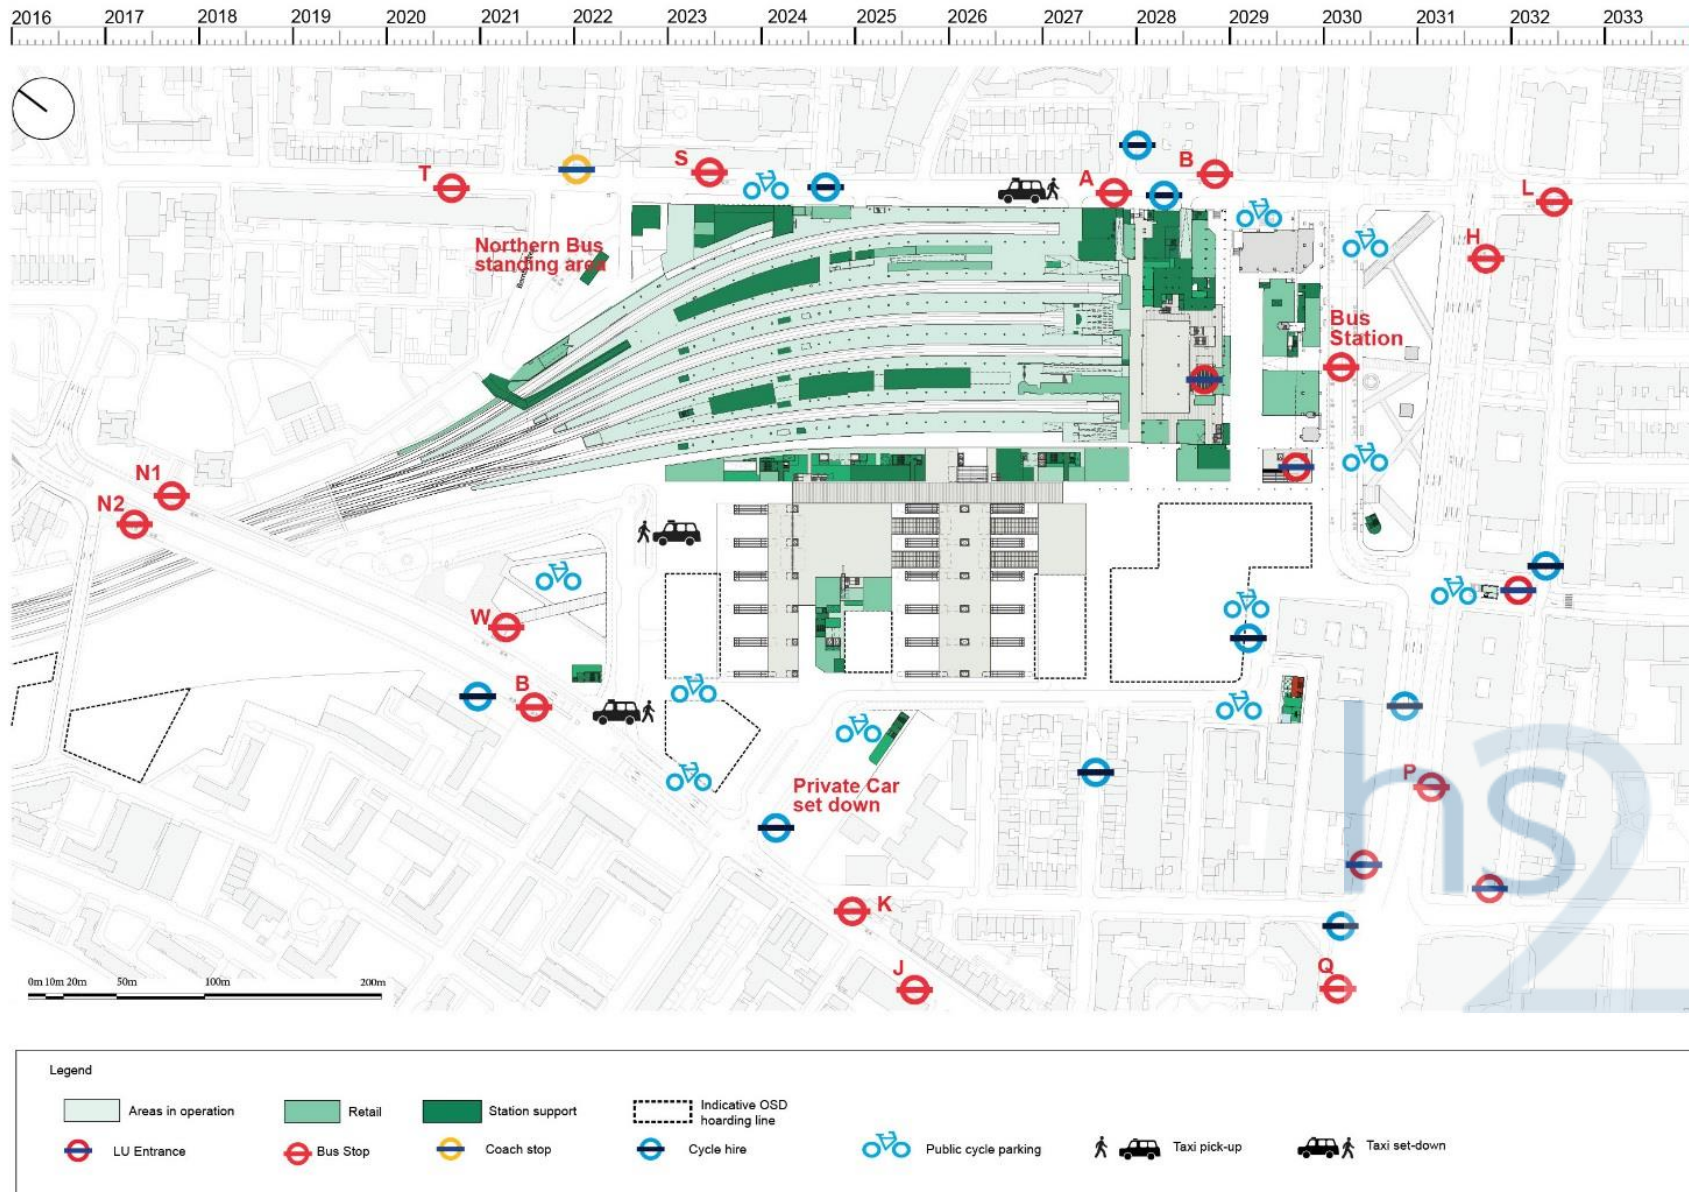 2016 2017 2018 2019 2020 2021 2022 2023 2024 2025 2026 2027 2028 2029 2030 2031 2032 2033
T
S
A
B
L
H
Northern Bus
standing area
Bus
Station
N1
N2
W
B
Private Car
set down
P
K
J
Q
0m 10m 20m 50m 100m 200m
hs2
Legend
Areas in operation
Retail
Station support
Indicative OSD
hoarding line
LU Entrance
Bus Stop
Coach stop
Cycle hire
Public cycle parking
Taxi pick-up
Taxi set-down